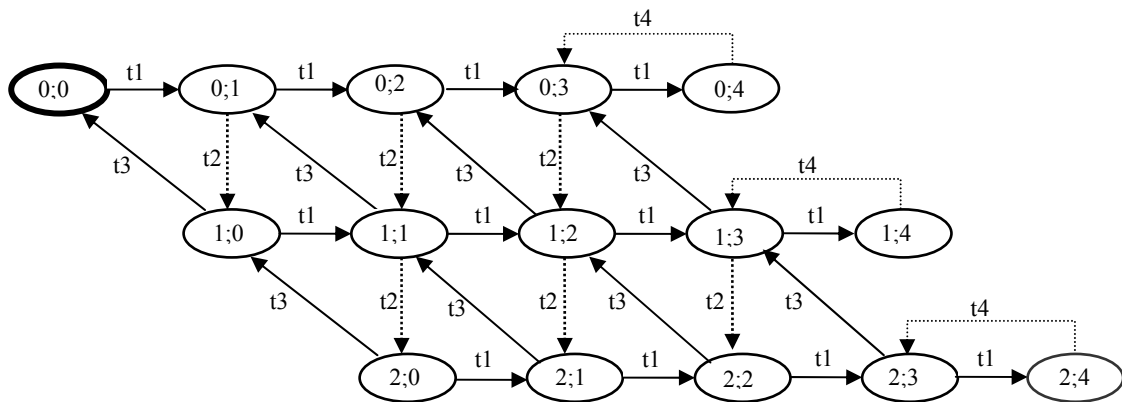 t4
0;0 t1 0;1 t1 0;2 t1 0;3 t1 0;4
t3 t2 t3 t2 t3 t2 t3 t4
1;0 t1 1;1 t1 1;2 t1 1;3 t1 1;4
t3 t2 t3 t2 t3 t2 t3 t4
2;0 t1 2;1 t1 2;2 t1 2;3 t1 2;4